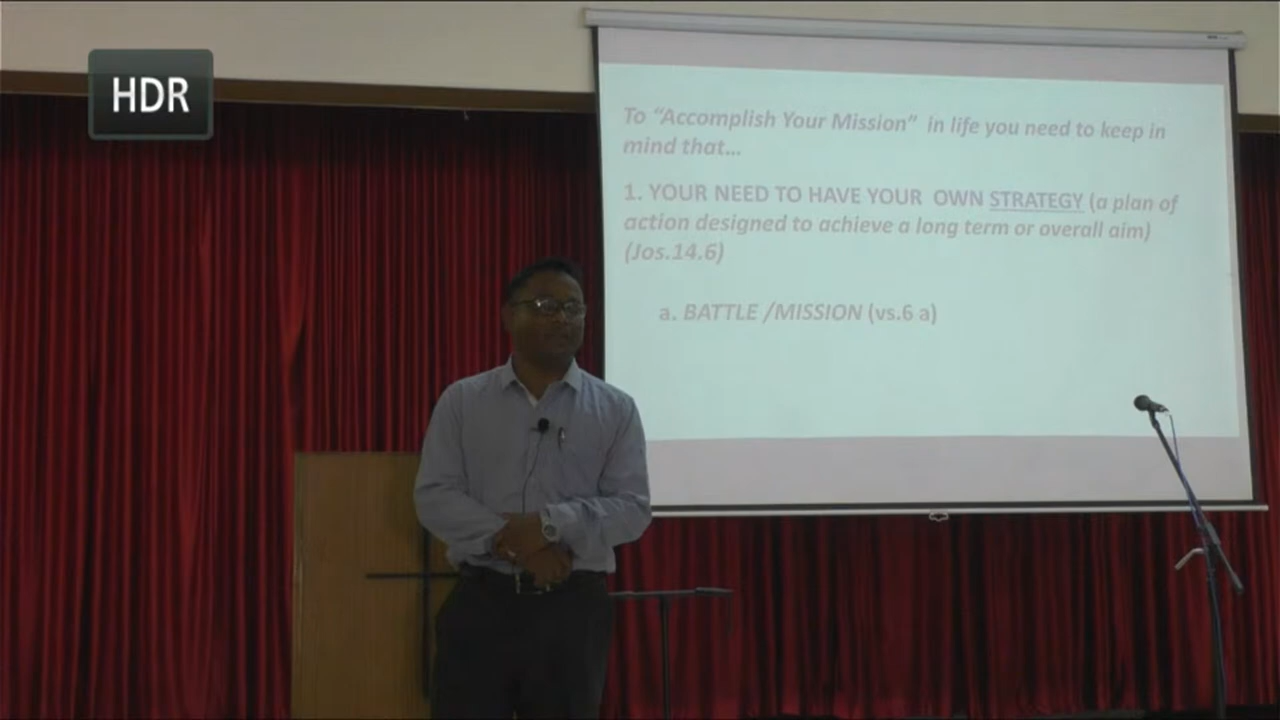 HDR
To “Accomplish Your Mission” in life you need to keep in
mind that...
1. YOUR NEED TO HAVE YOUR OWN STRATEGY (a plan of
action designed to achieve a long term or overall aim)
(Jos.14.6)
a. BATTLE /MISSION (vs.6 a)